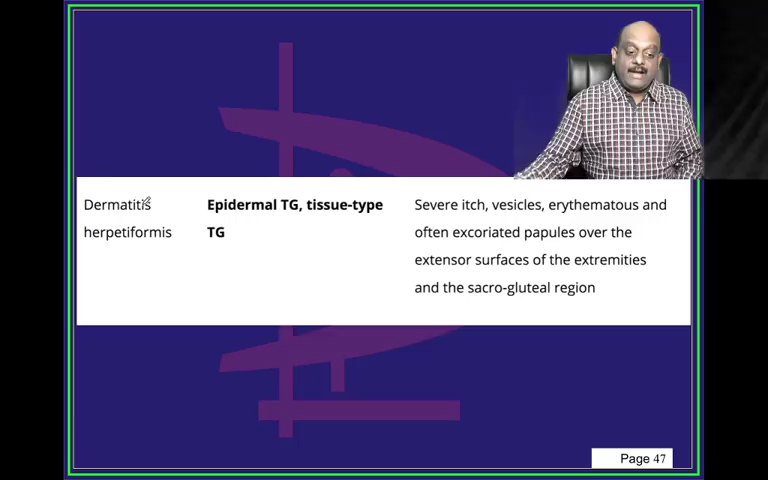 Dermatitis
herpetiformis
Epidermal TG, tissue-type
TG
Severe itch, vesicles, erythematous and
often excoriated papules over the
extensor surfaces of the extremities
and the sacro-gluteal region
Page 47